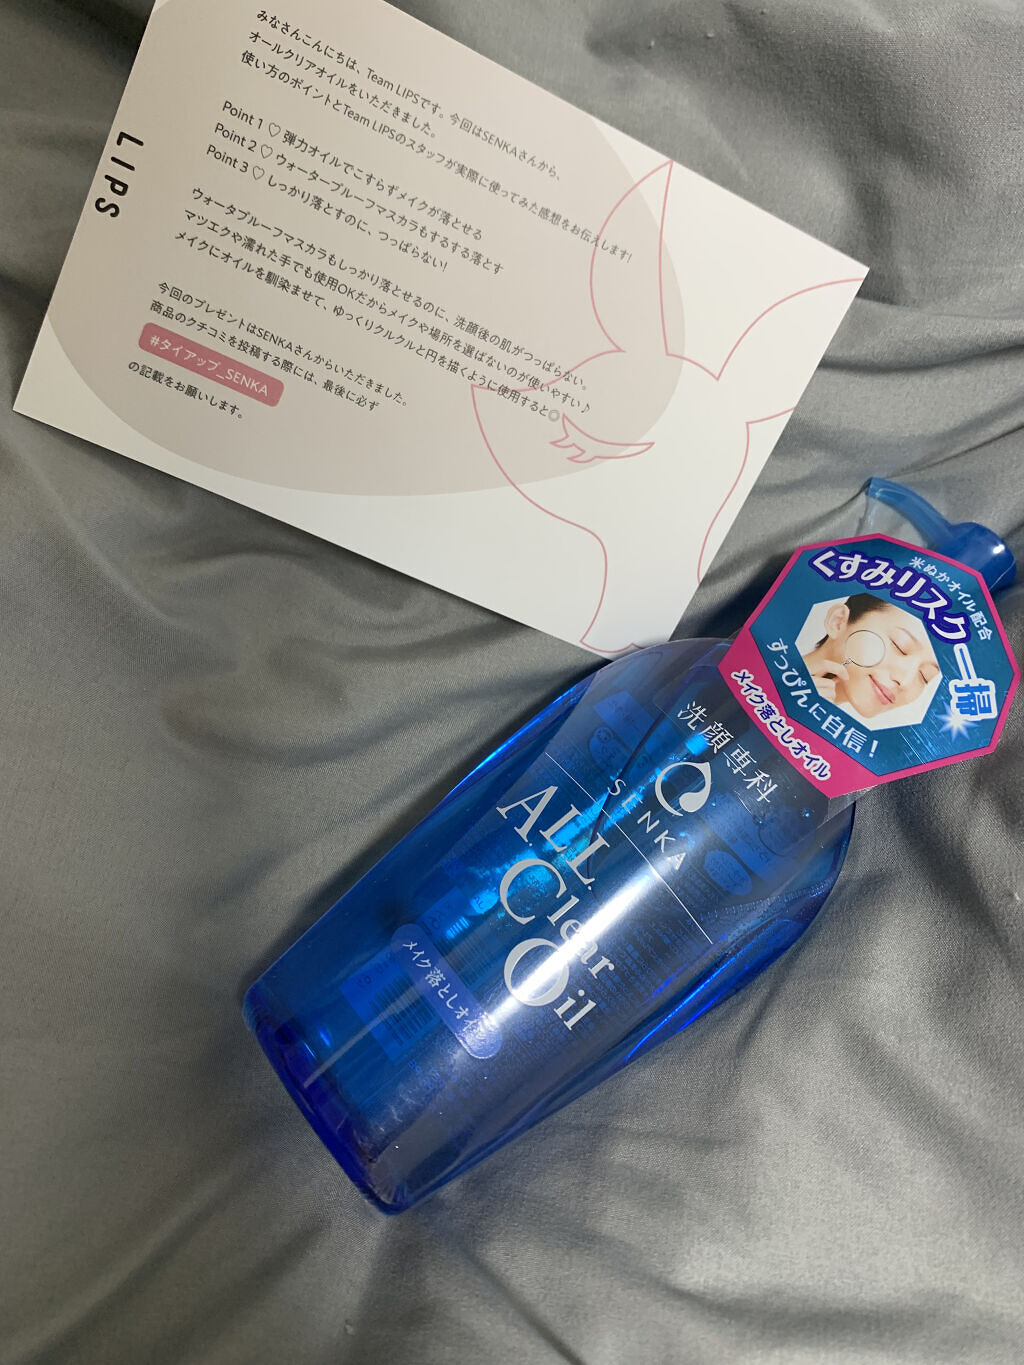 みなさんこんにちは、Team LIPSです。今回はSENKAさんから、
オールクリアオイルをいただきました。
使い方のポイントとTeam LIPSのスタッフが実際に使ってみた感想をお伝えします!
Point 1 ♡ 弾力オイルでこすらずメイクが落とせる
Point 2 ♡ ウォータープルーフマスカラもするする落とす
Point 3 ♡ しっかり落とすのに、つっぱらない!
ウォータプルーフマスカラもしっかり落とせるのに、洗顔後の肌がつっぱらない。
マツエクや濡れた手でも使用OKだからメイクや場所を選ばないのが使いやすい♪
メイクにオイルを馴染ませて、ゆっくりクルクルと円を描くように使用すると◎
今回のプレゼントはSENKAさんからいただきました。
商品のクチコミを投稿する際には、最後に必ず
#タイアップ_SENKA
の記載をお願いします。
LIPS
米ぬかオイル配合
くすみリスク一掃
すっぴんに自信!
メイク落としオイル
洗顔専科
SENKA
ALL
Clear
Oil
メイク落としオイル